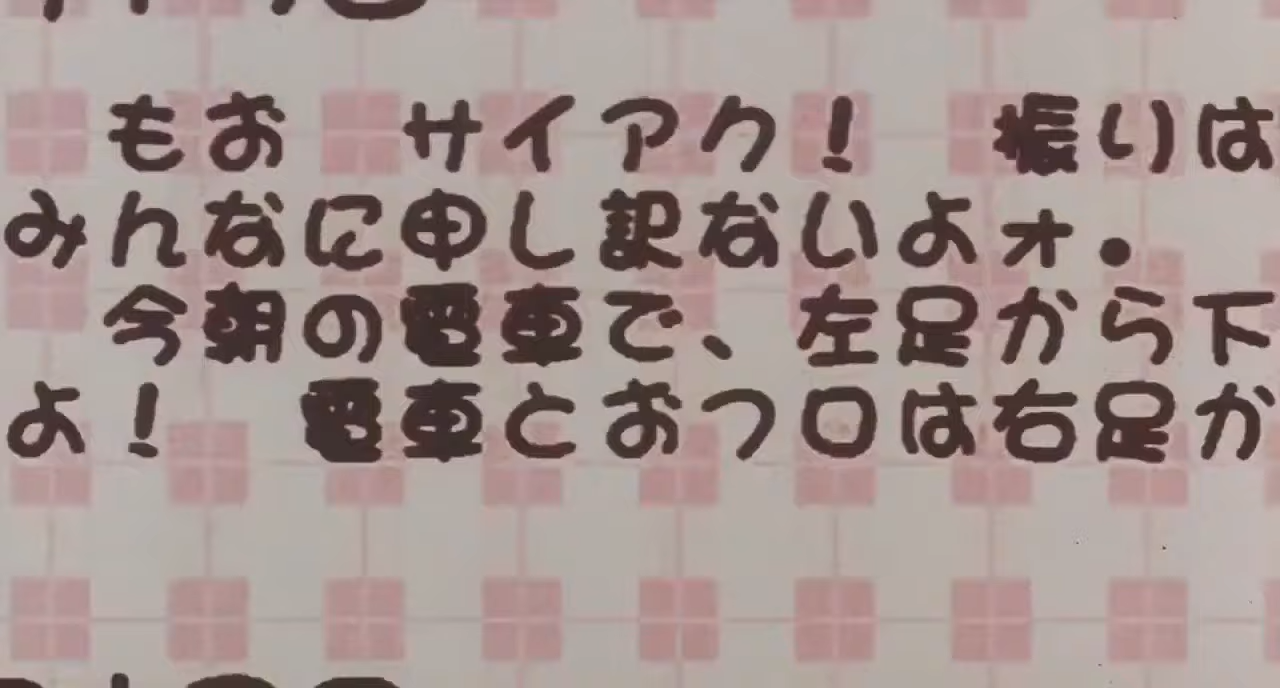 もお　サイアク！　振りは
みんなに申し訳ないよォ．
今朝の電車で、左足から下
よ！　電車とおつ口は右足か